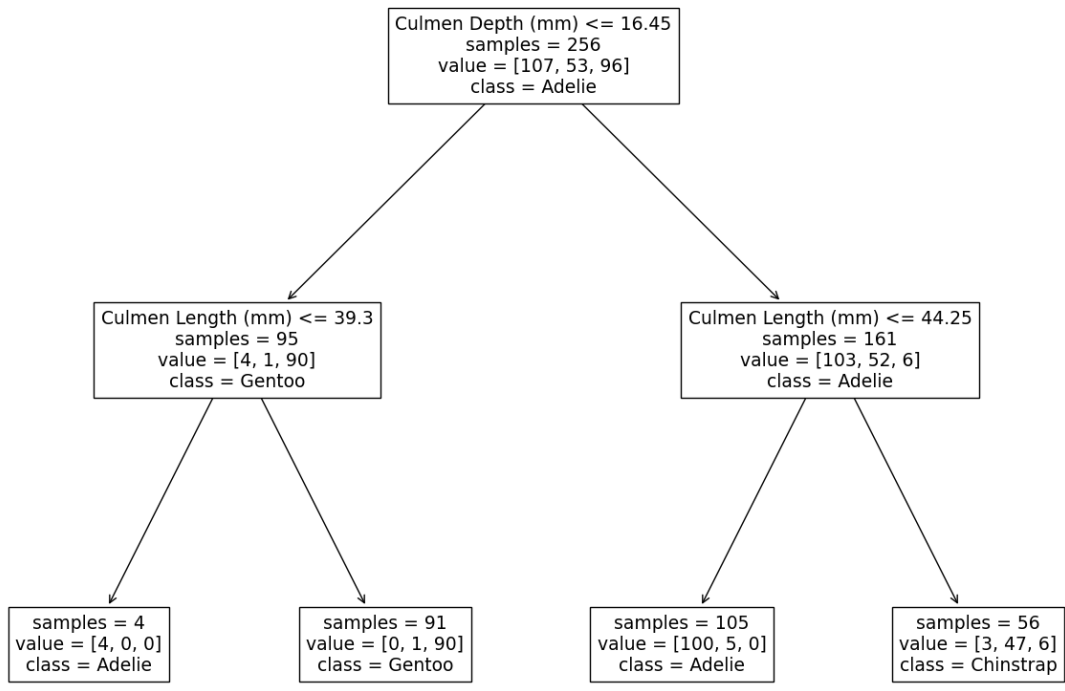 Culmen Depth (mm) <= 16.45
samples = 256
value = [107, 53, 96]
class = Adelie
Culmen Length (mm) <= 39.3
samples = 95
value = [4, 1, 90]
class = Gentoo
Culmen Length (mm) <= 44.25
samples = 161
value = [103, 52, 6]
class = Adelie
samples = 4
value = [4, 0, 0]
class = Adelie
samples = 91
value = [0, 1, 90]
class = Gentoo
samples = 105
value = [100, 5, 0]
class = Adelie
samples = 56
value = [3, 47, 6]
class = Chinstrap